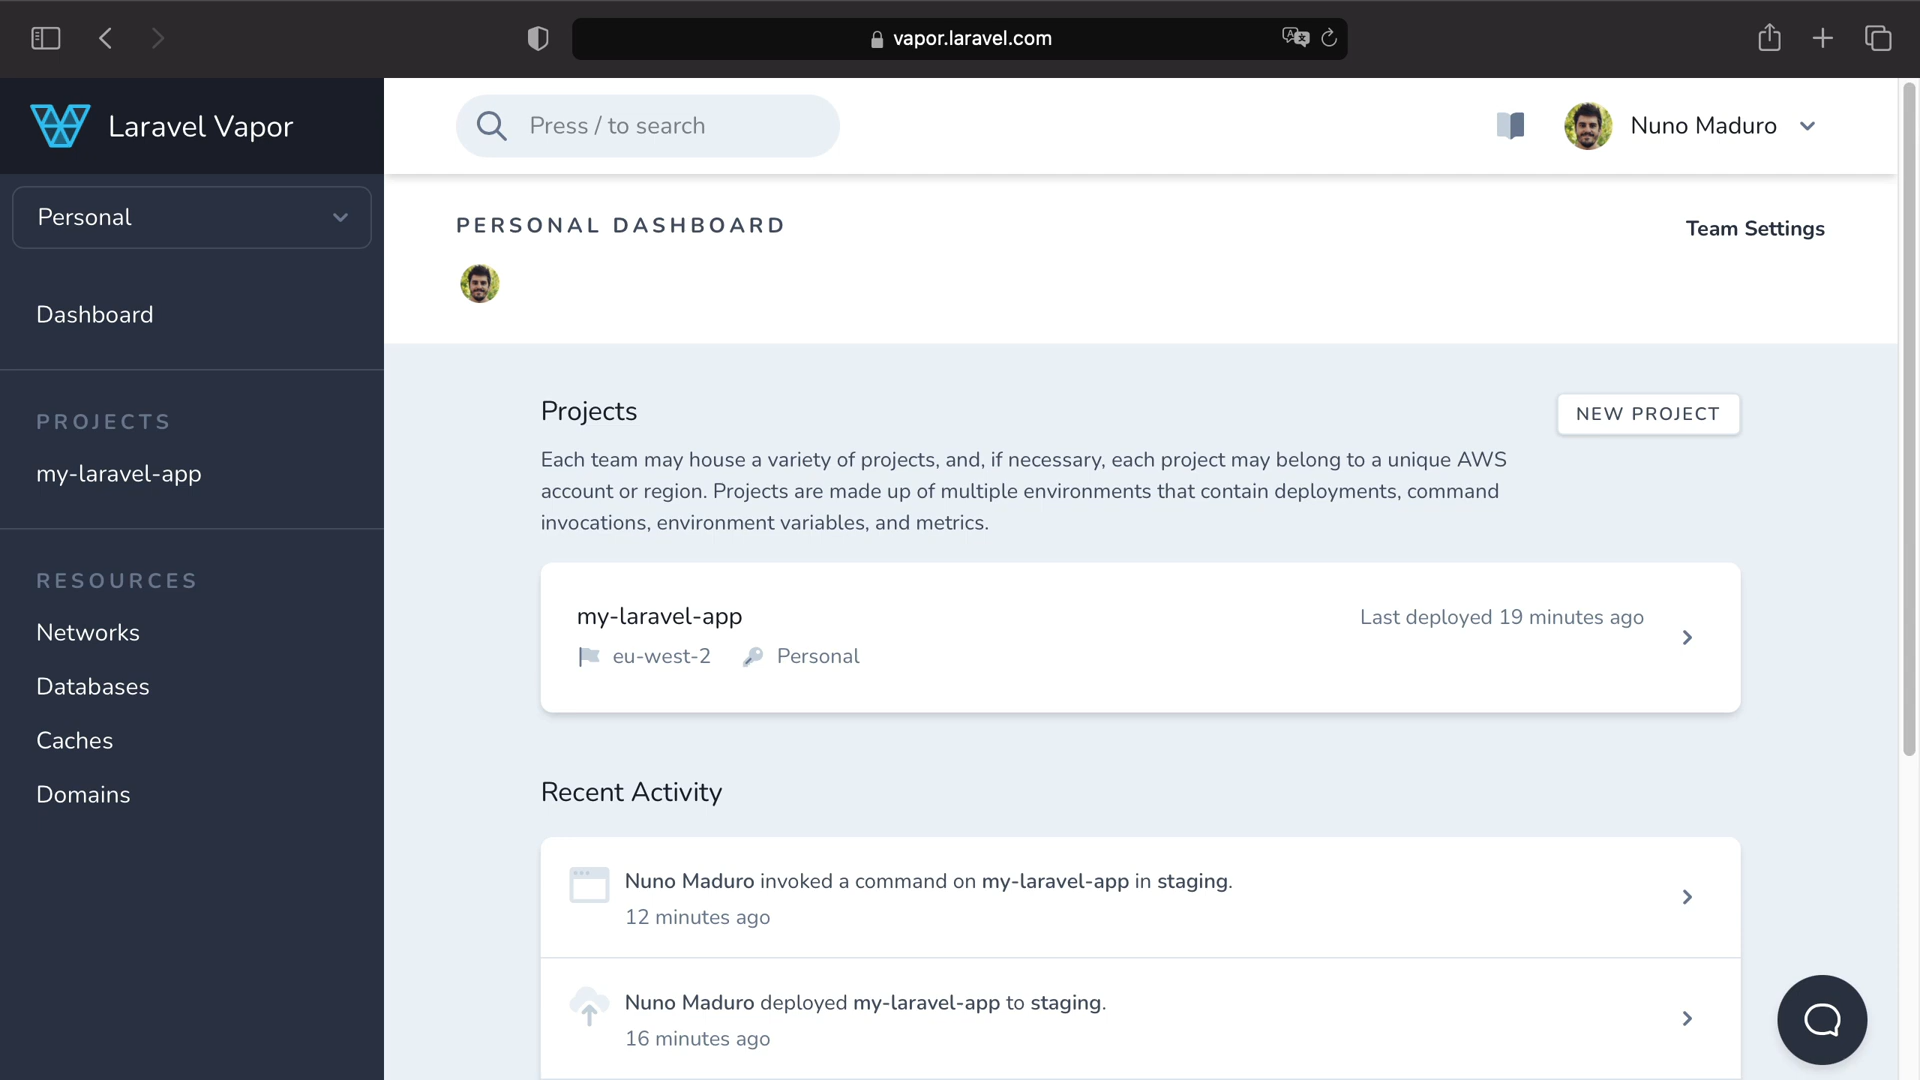 vapor.laravel.com
Laravel Vapor
Press / to search
Nuno Maduro
Personal
Dashboard
PROJECTS
my-laravel-app
RESOURCES
Networks
Databases
Caches
Domains
PERSONAL DASHBOARD
Team Settings
Projects
NEW PROJECT
Each team may house a variety of projects, and, if necessary, each project may belong to a unique AWS
account or region. Projects are made up of multiple environments that contain deployments, command
invocations, environment variables, and metrics.
my-laravel-app
Last deployed 19 minutes ago
eu-west-2 Personal
Recent Activity
Nuno Maduro invoked a command on my-laravel-app in staging.
12 minutes ago
Nuno Maduro deployed my-laravel-app to staging.
16 minutes ago